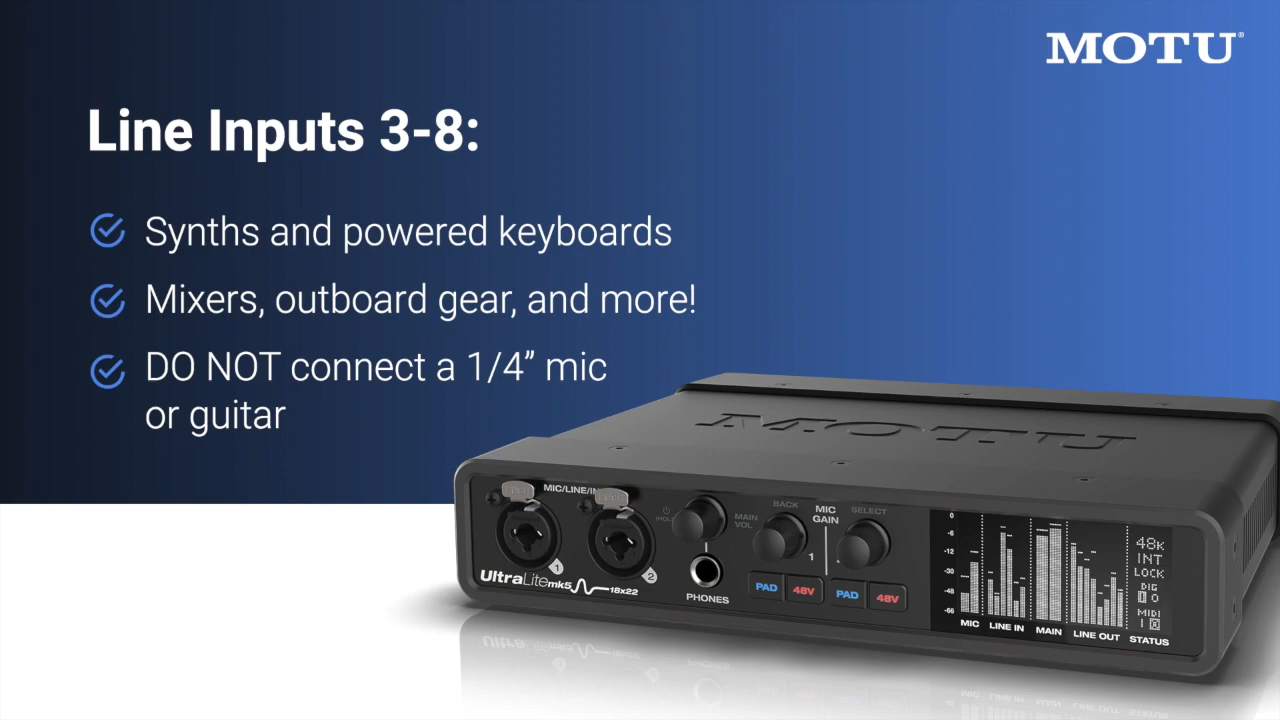 MOTU®
Line Inputs 3-8:
Synths and powered keyboards
Mixers, outboard gear, and more!
DO NOT connect a 1/4” mic
or guitar
MOTU
MIC/LINE/IN
1
2
UltraLite mk5 18x22
MAIN
VOL
PHONES
BACK
MIC
GAIN
SELECT
1
PAD 48V PAD 48V
0
-6
-12
-30
-48
-66
MIC LINE IN MAIN LINE OUT STATUS
48K
INT
LOCK
DIG
I O
MIDI
I O